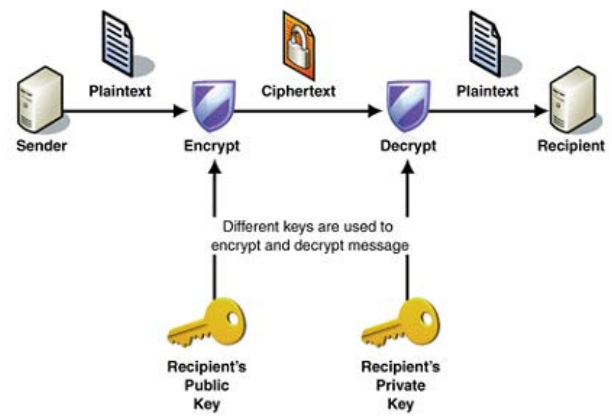 Plaintext
Ciphertext
Plaintext
Sender
Encrypt
Decrypt
Recipient
Different keys are used to
encrypt and decrypt message
Recipient's
Public
Key
Recipient's
Private
Key